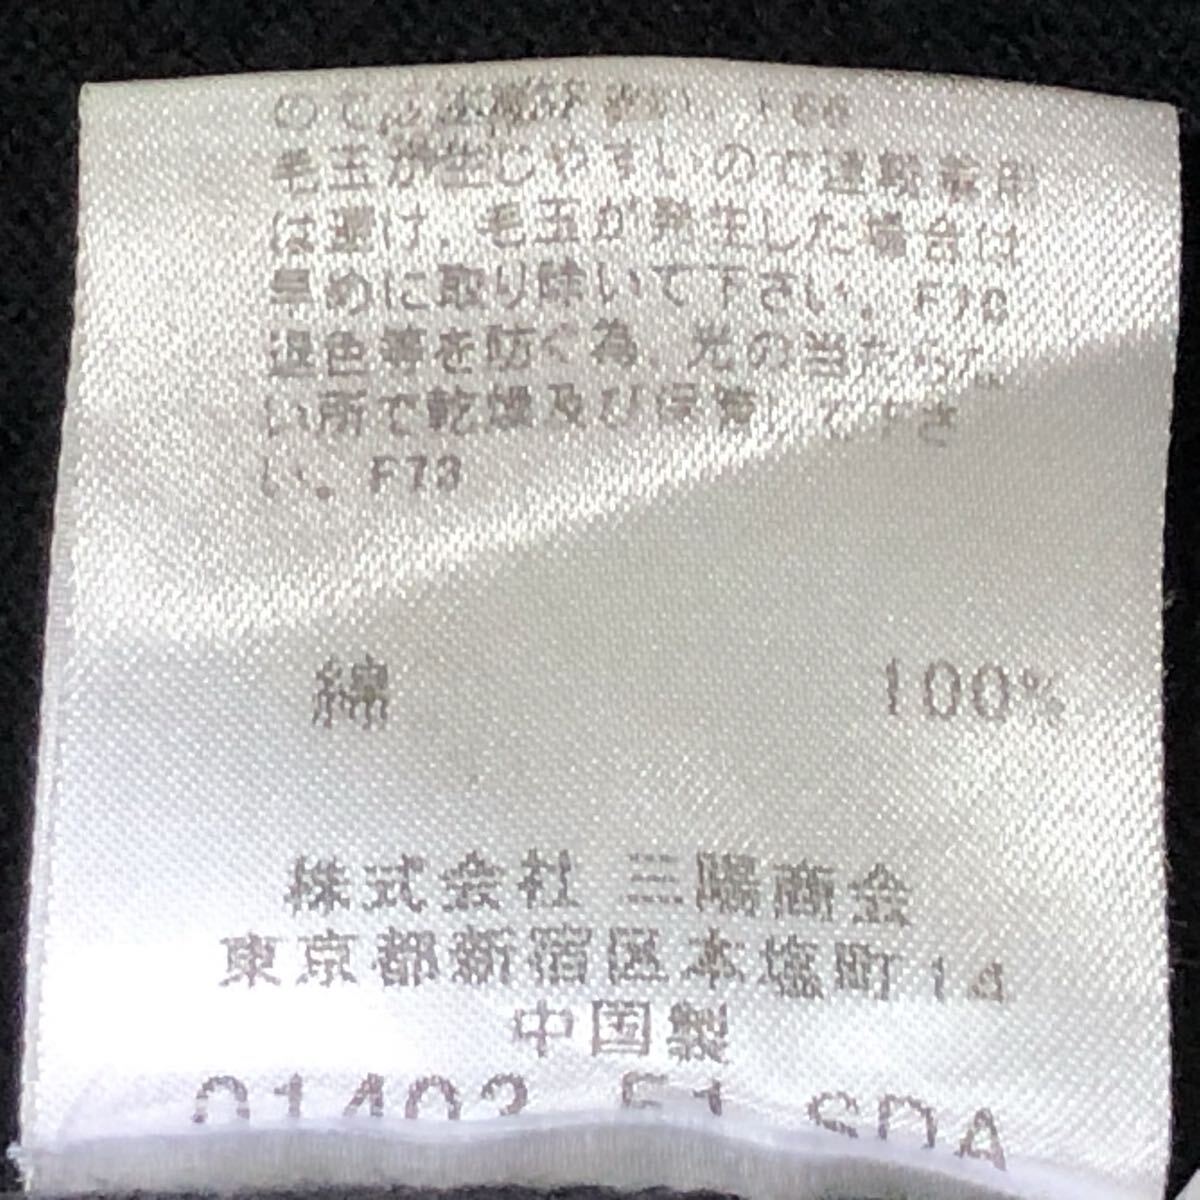 F66
毛玉が生じやすいので連続着用
は避け、毛玉が発生した場合は
早めに取り除いて下さい。F70
退色等を防ぐ為、光の当たらな
い所で乾燥及び保管して下さ
い。F73
綿 100%
株式会社 三陽商会
東京都新宿区本塩町14
中国製
01402 F1 SDA